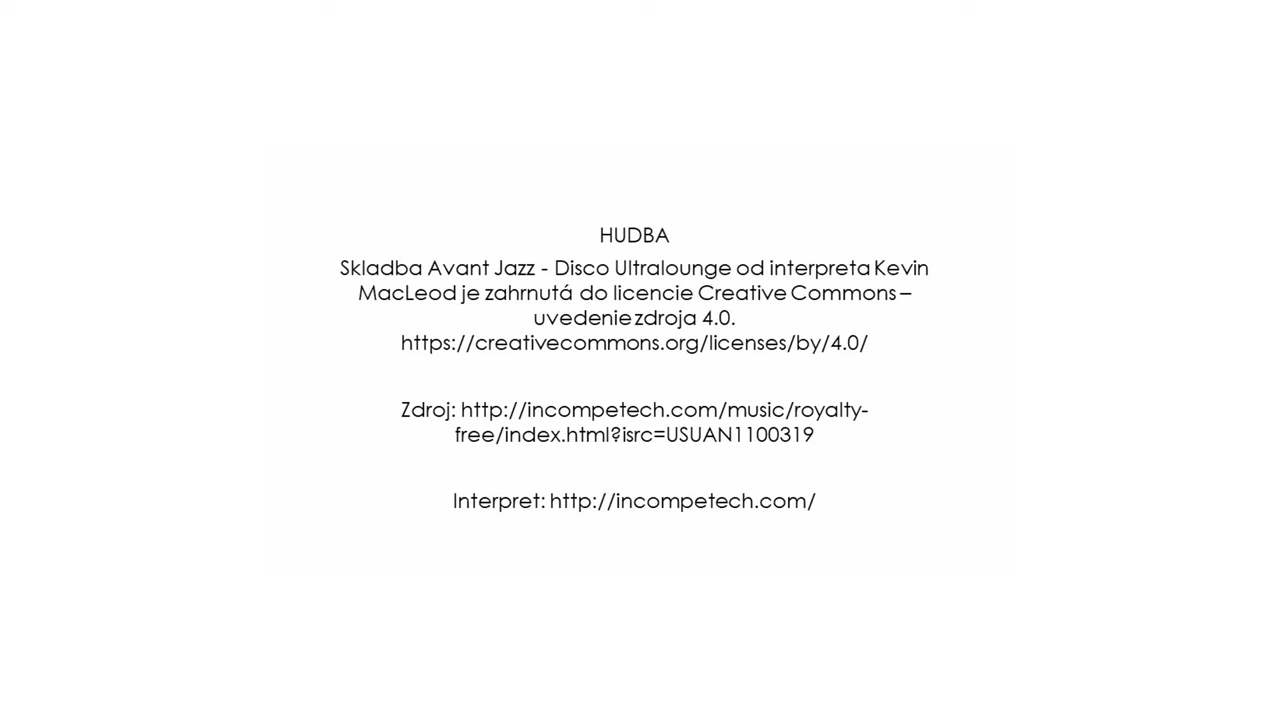 HUDBA
Skladba Avant Jazz - Disco Ultralounge od interpreta Kevin
MacLeod je zahrnutá do licencie Creative Commons –
uvedenie zdroja 4.0.
https://creativecommons.org/licenses/by/4.0/
Zdroj: http://incompetech.com/music/royalty-
free/index.html?isrc=USUAN1100319
Interpret: http://incompetech.com/